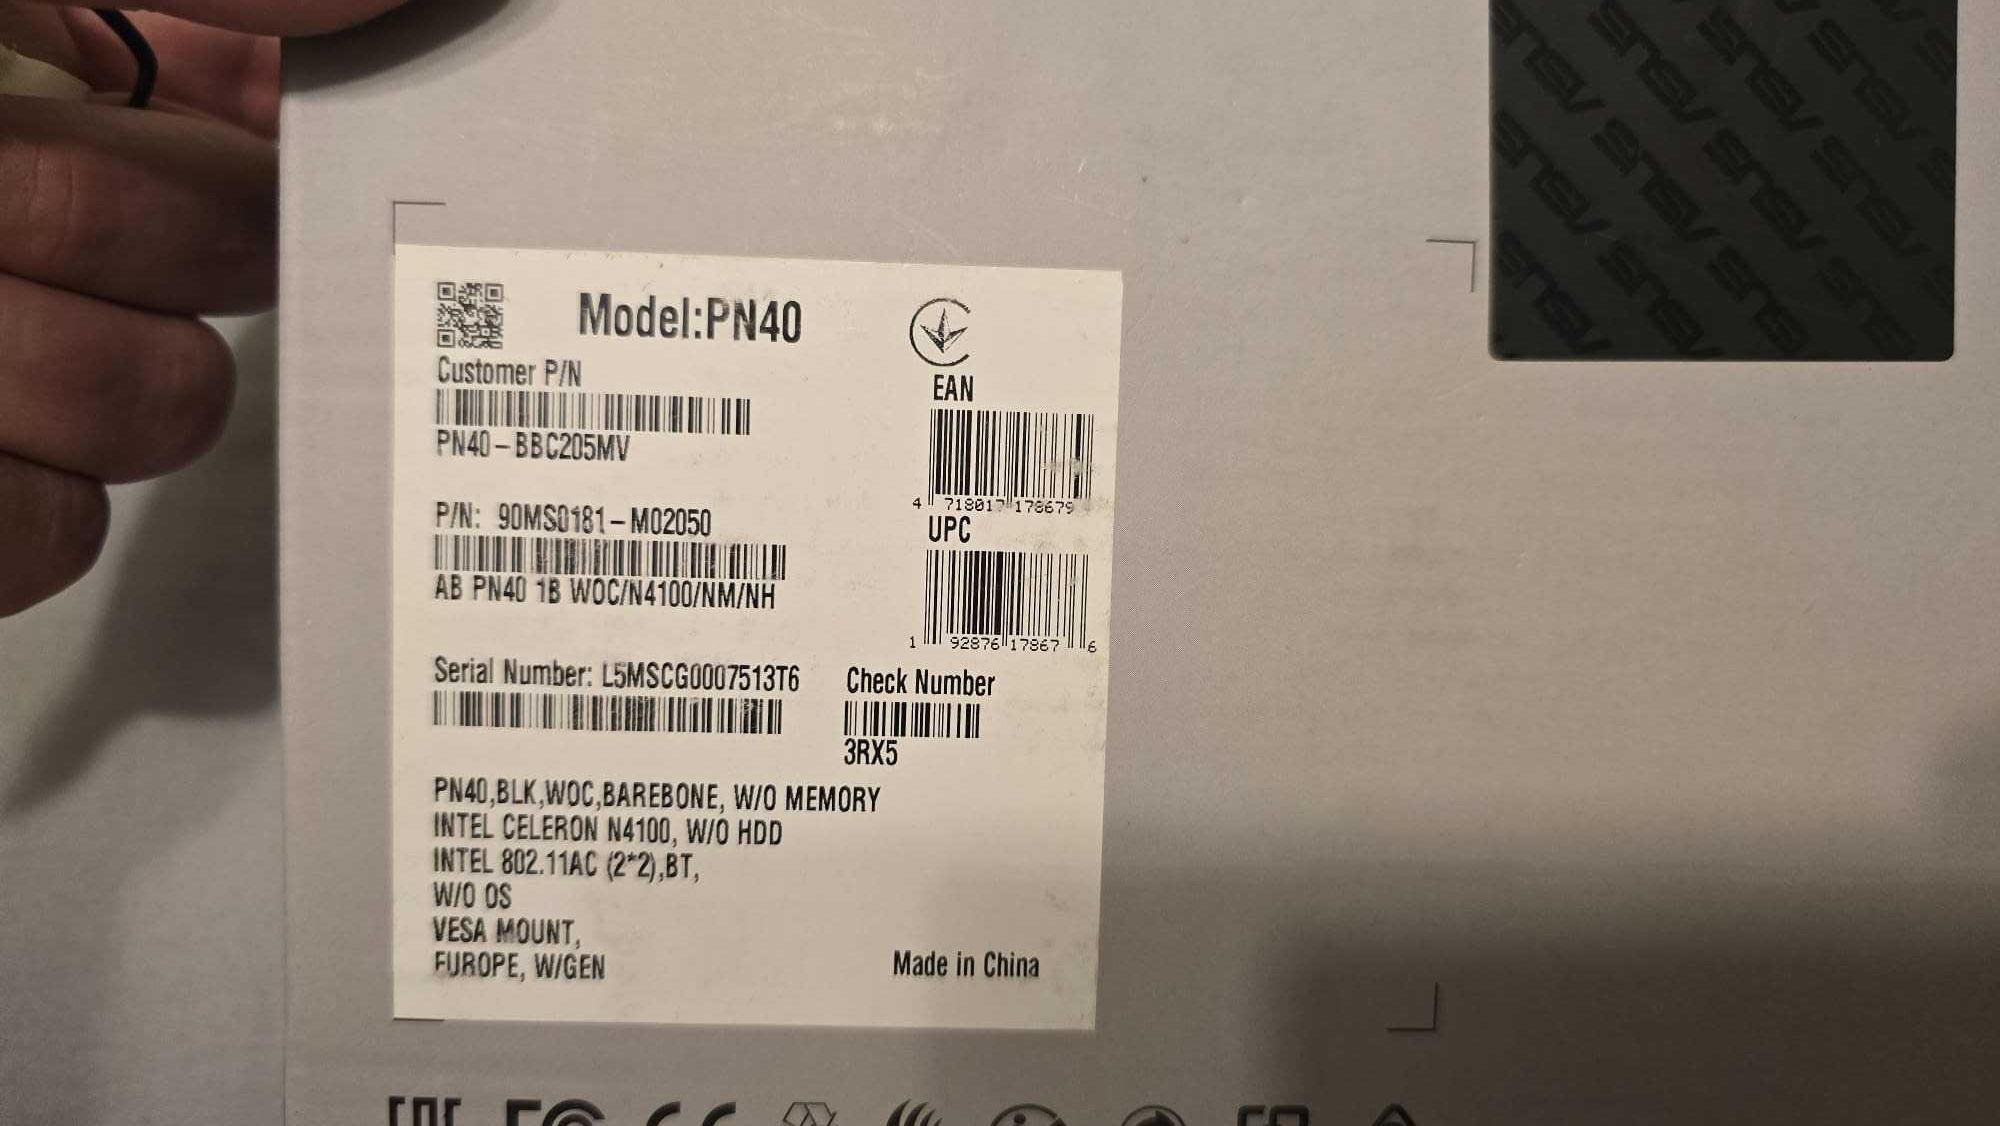 Model:PN40
Customer P/N
PN40-BBC205MV
P/N: 90MS0181-M02050
AB PN40 1B WOC/N4100/NM/NH
Serial Number: L5MSCG0007513T6
PN40,BLK,WOC,BAREBONE, W/O MEMORY
INTEL CELERON N4100, W/O HDD
INTEL 802.11AC (2*2),BT,
W/O OS
VESA MOUNT,
EUROPE, W/GEN
EAN
4 718017 178679
UPC
1 92876 17867 6
Check Number
3RX5
Made in China
ASUS